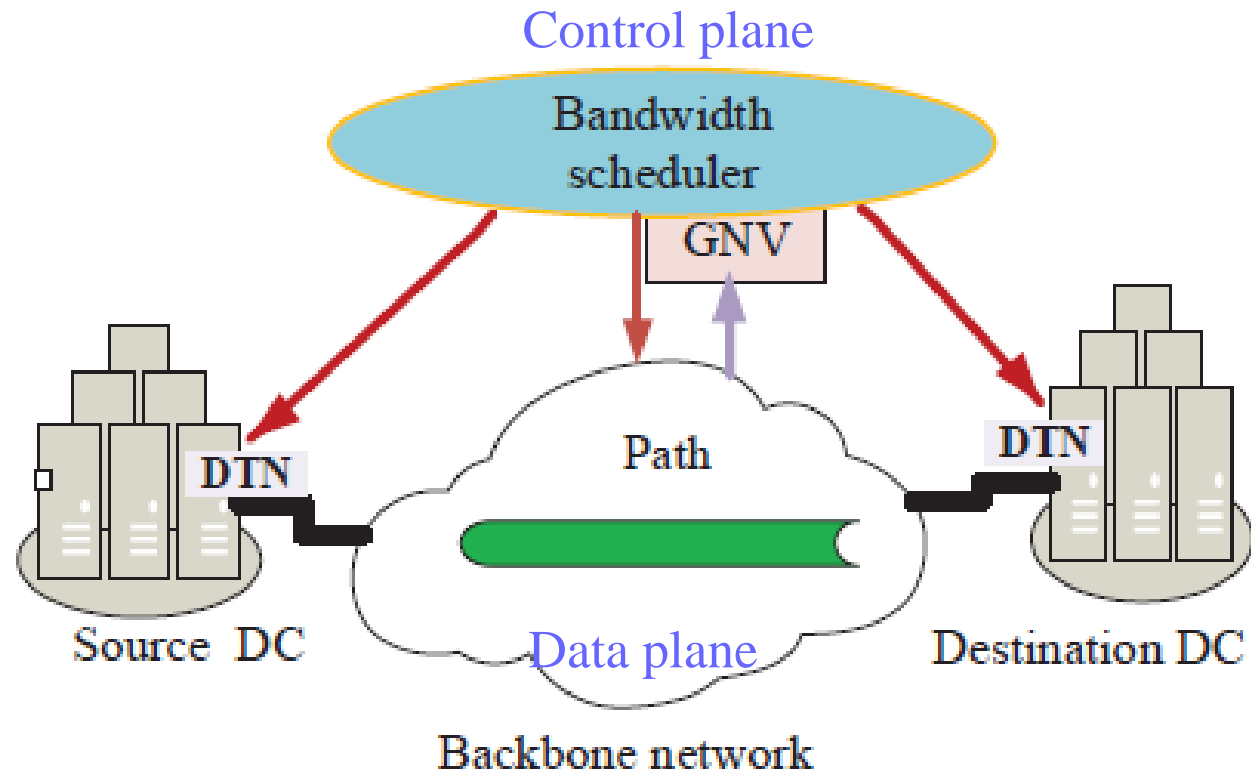 Control plane
Bandwidth
scheduler
GNV
DTN
DTN
Path
Source DC
Data plane
Destination DC
Backbone network